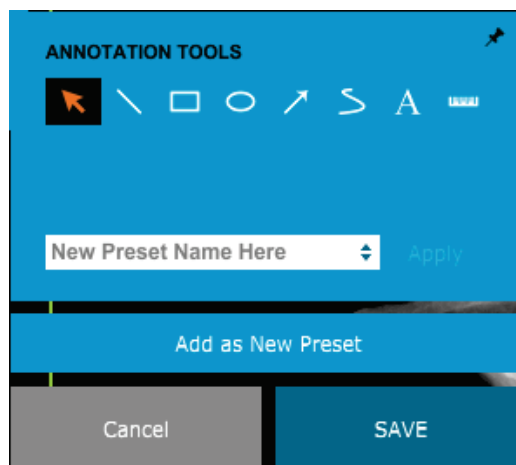 ANNOTATION TOOLS
A
New Preset Name Here
Apply
Add as New Preset
Cancel
SAVE